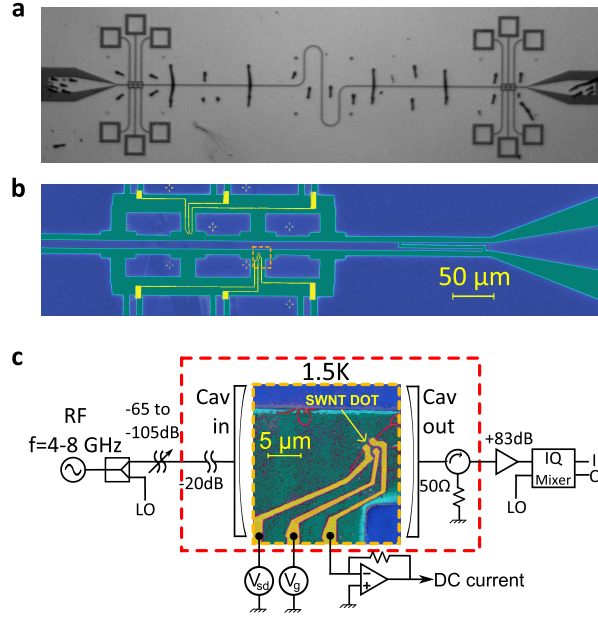 a
b
50 μm
c
1.5K
Cav
in
SWNT DOT
Cav
out
RF
f=4-8 GHz
-65 to
-105dB
5 μm
+83dB
IQ
Mixer
I
-20dB
50Ω
LO
LO
Vsd
Vg
DC current